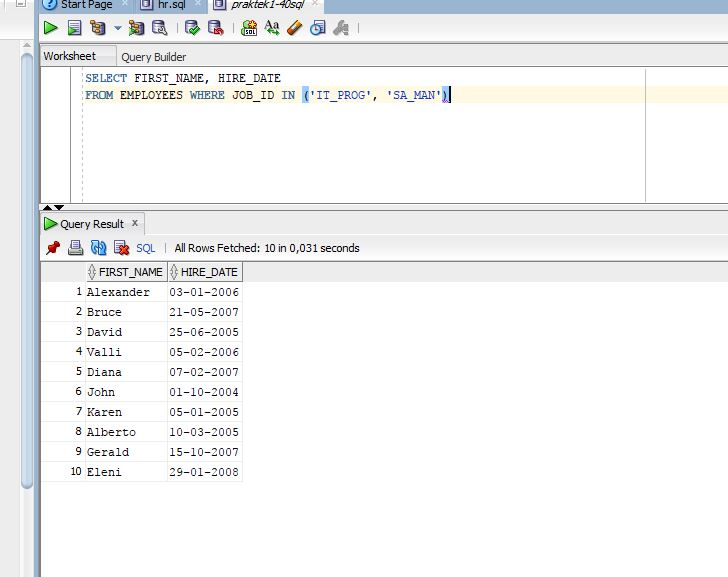 Start Page
hr.sql
praktek1-40sql
Worksheet
Query Builder
SELECT FIRST_NAME, HIRE_DATE
FROM EMPLOYEES WHERE JOB_ID IN ('IT_PROG', 'SA_MAN')
Query Result x
SQL | All Rows Fetched: 10 in 0,031 seconds
FIRST_NAME HIRE_DATE
1 Alexander 03-01-2006
2 Bruce 21-05-2007
3 David 25-06-2005
4 Valli 05-02-2006
5 Diana 07-02-2007
6 John 01-10-2004
7 Karen 05-01-2005
8 Alberto 10-03-2005
9 Gerald 15-10-2007
10 Eleni 29-01-2008